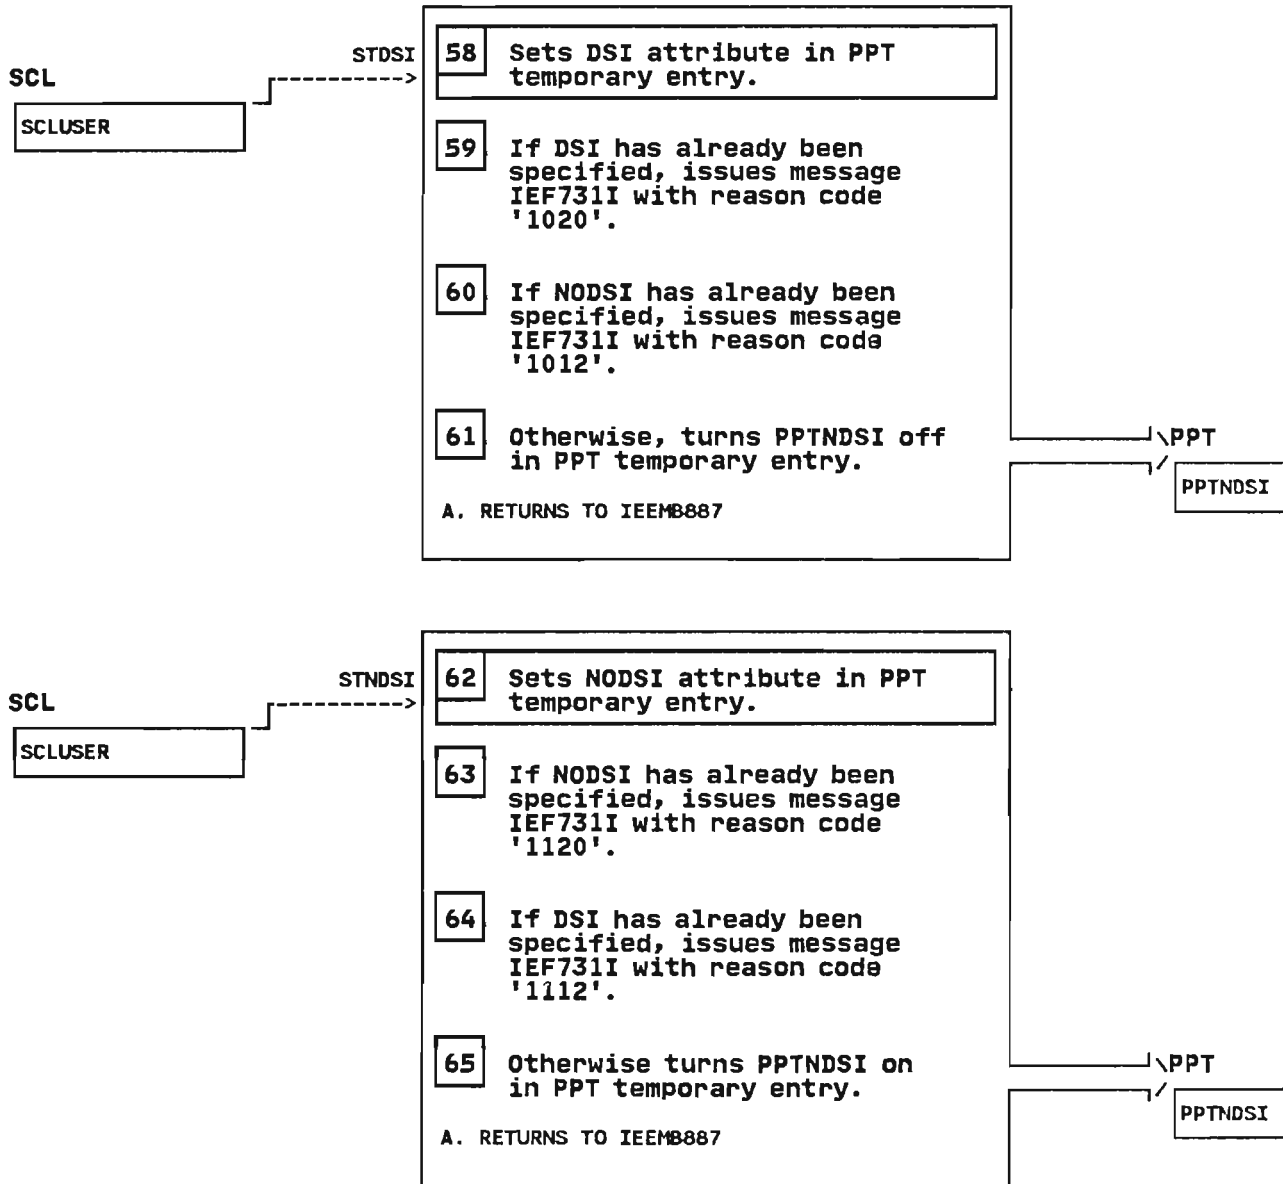 STDSI
58 Sets DSI attribute in PPT
temporary entry.
SCL
SCLUSER
59 If DSI has already been
specified, issues message
IEF731I with reason code
'1020'.
60 If NODSI has already been
specified, issues message
IEF731I with reason code
'1012'.
61 Otherwise, turns PPTNDSI off
in PPT temporary entry.
PPT
PPTNDSI
A. RETURNS TO IEEMB887
STNDSI
62 Sets NODSI attribute in PPT
temporary entry.
SCL
SCLUSER
63 If NODSI has already been
specified, issues message
IEF731I with reason code
'1120'.
64 If DSI has already been
specified, issues message
IEF731I with reason code
'1112'.
65 Otherwise turns PPTNDSI on
in PPT temporary entry.
PPT
PPTNDSI
A. RETURNS TO IEEMB887